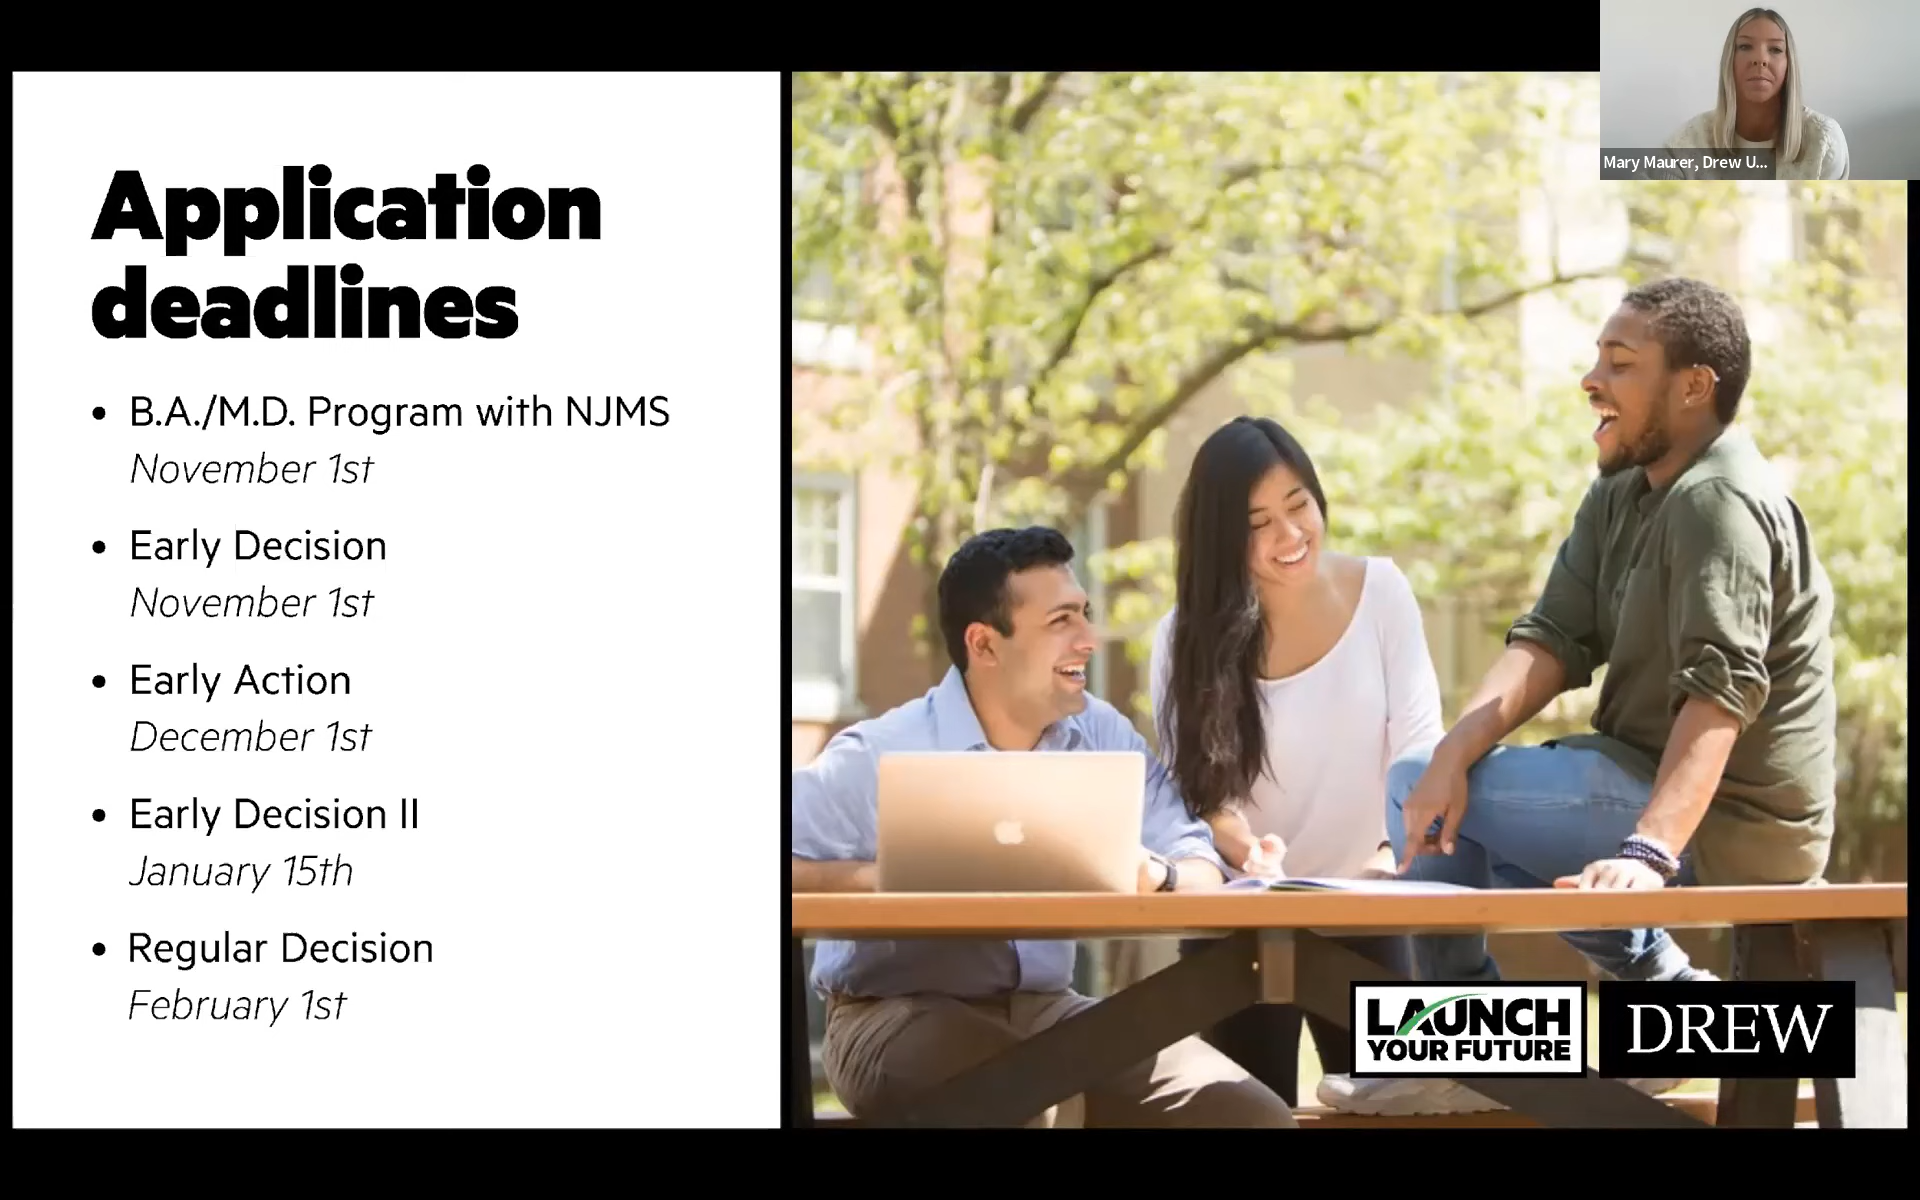 Application
deadlines
• B.A./M.D. Program with NJMS
November 1st
• Early Decision
November 1st
• Early Action
December 1st
• Early Decision II
January 15th
• Regular Decision
February 1st
Mary Maurer, Drew U...
LAUNCH
YOUR FUTURE
DREW